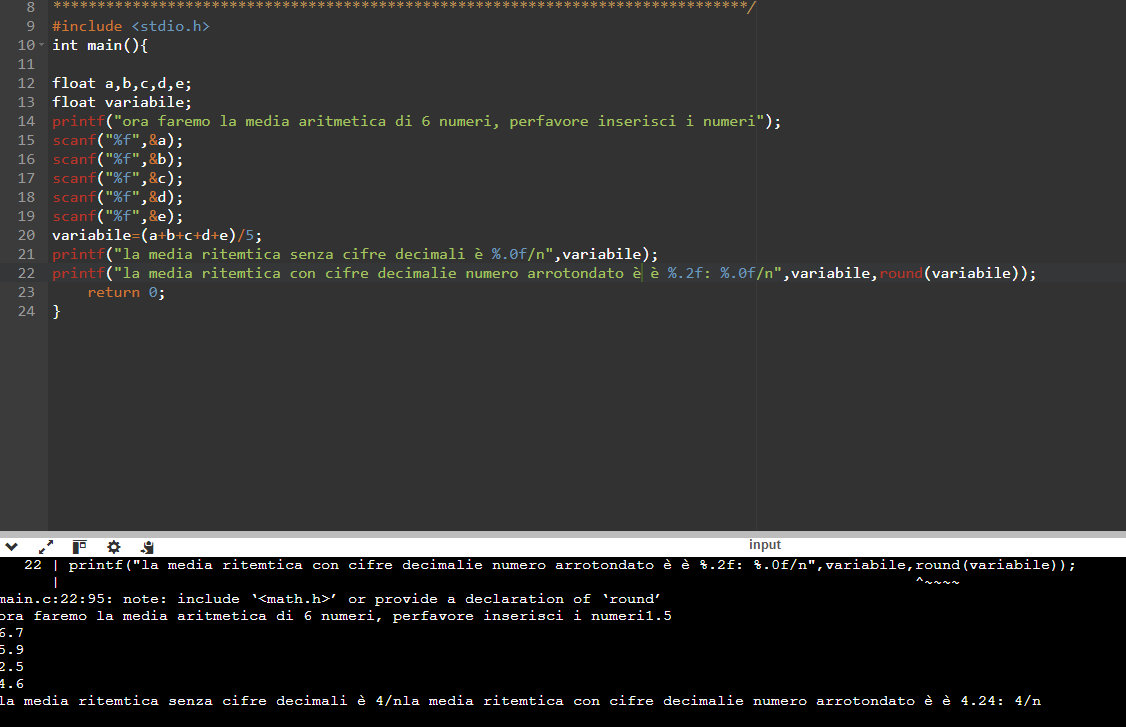 8 *******************************************************************************/
9 #include <stdio.h>
10 int main(){
11
12 float a,b,c,d,e;
13 float variabile;
14 printf("ora faremo la media aritmetica di 6 numeri, perfavore inserisci i numeri");
15 scanf("%f",&a);
16 scanf("%f",&b);
17 scanf("%f",&c);
18 scanf("%f",&d);
19 scanf("%f",&e);
20 variabile=(a+b+c+d+e)/5;
21 printf("la media ritemtica senza cifre decimali è %.0f/n",variabile);
22 printf("la media ritemtica con cifre decimalie numero arrotondato è è %.2f: %.0f/n",variabile,round(variabile));
23 return 0;
24 }
input
22 | printf("la media ritemtica con cifre decimalie numero arrotondato è è %.2f: %.0f/n",variabile,round(variabile));
| ^~~~~
main.c:22:95: note: include ‘<math.h>’ or provide a declaration of ‘round’
ora faremo la media aritmetica di 6 numeri, perfavore inserisci i numeri1.5
6.7
5.9
2.5
4.6
la media ritemtica senza cifre decimali è 4/nla media ritemtica con cifre decimalie numero arrotondato è è 4.24: 4/n